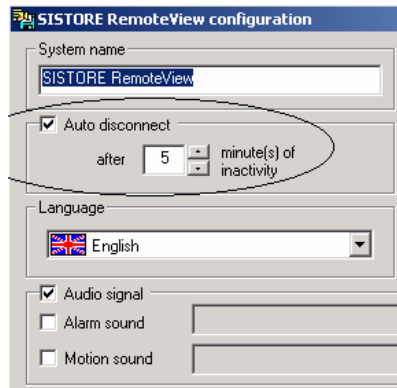 SISTORE RemoteView configuration
System name
SISTORE RemoteView
Auto disconnect
after 5 minute(s) of
inactivity
Language
English
Audio signal
Alarm sound
Motion sound